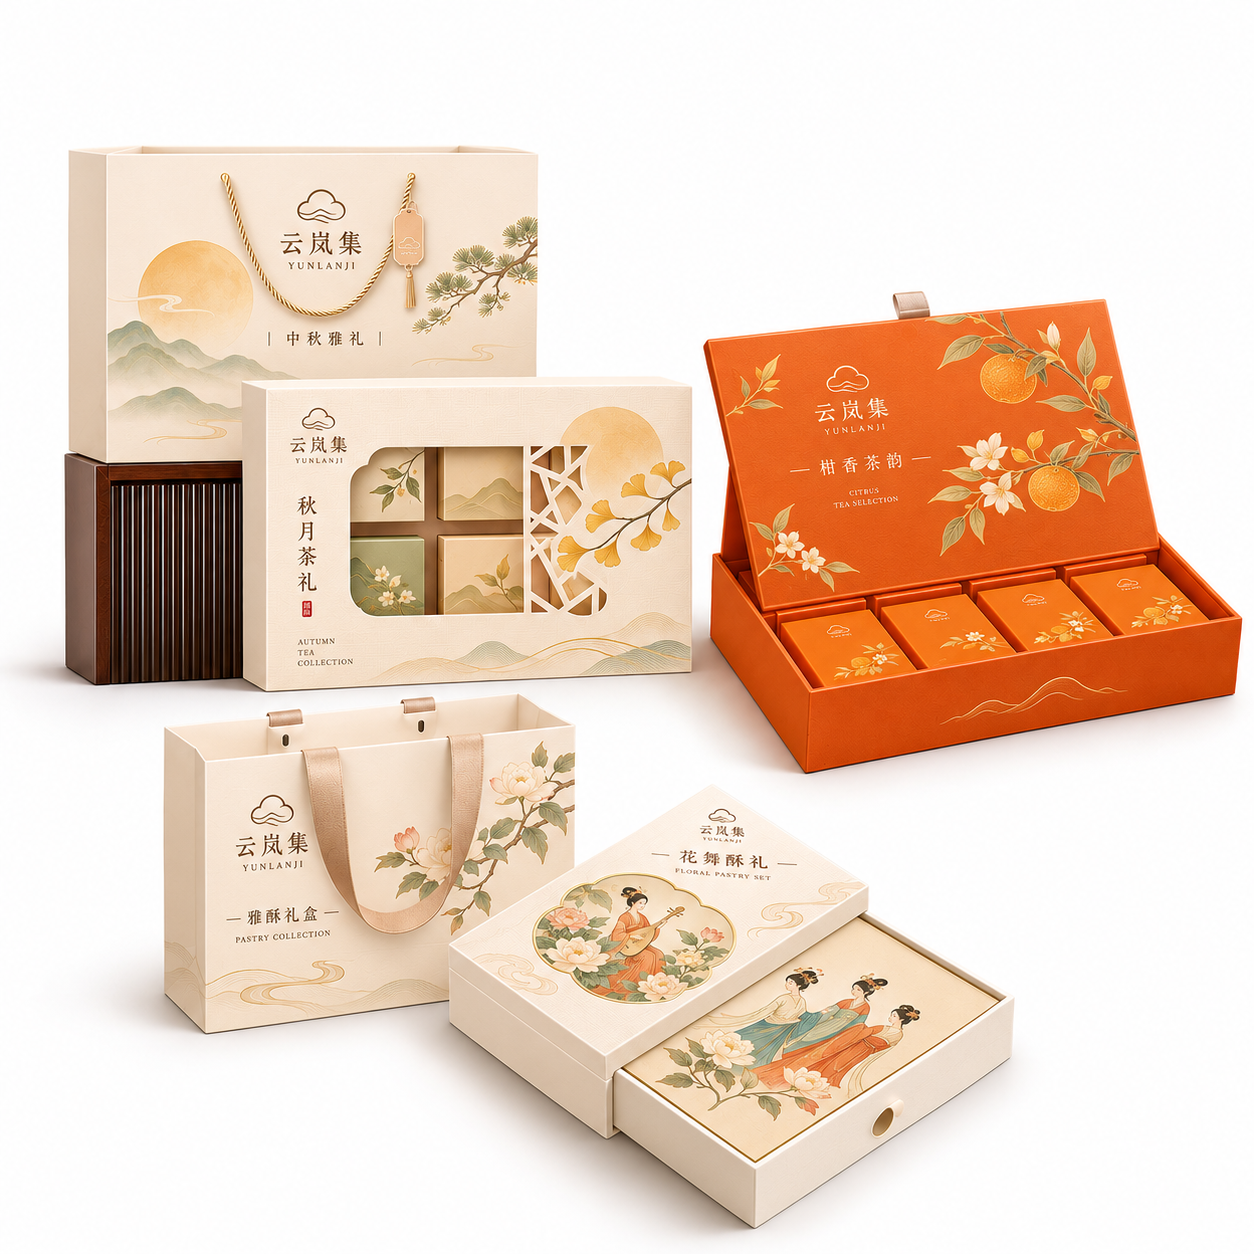 云岚集
YUNLANJI
中秋雅礼
云岚集
YUNLANJI
秋月茶礼
AUTUMN
TEA
COLLECTION
云岚集
YUNLANJI
柑香茶韵
CITRUS
TEA SELECTION
云岚集
YUNLANJI
雅酥礼盒
PASTRY COLLECTION
云岚集
YUNLANJI
花舞酥礼
FLORAL PASTRY SET